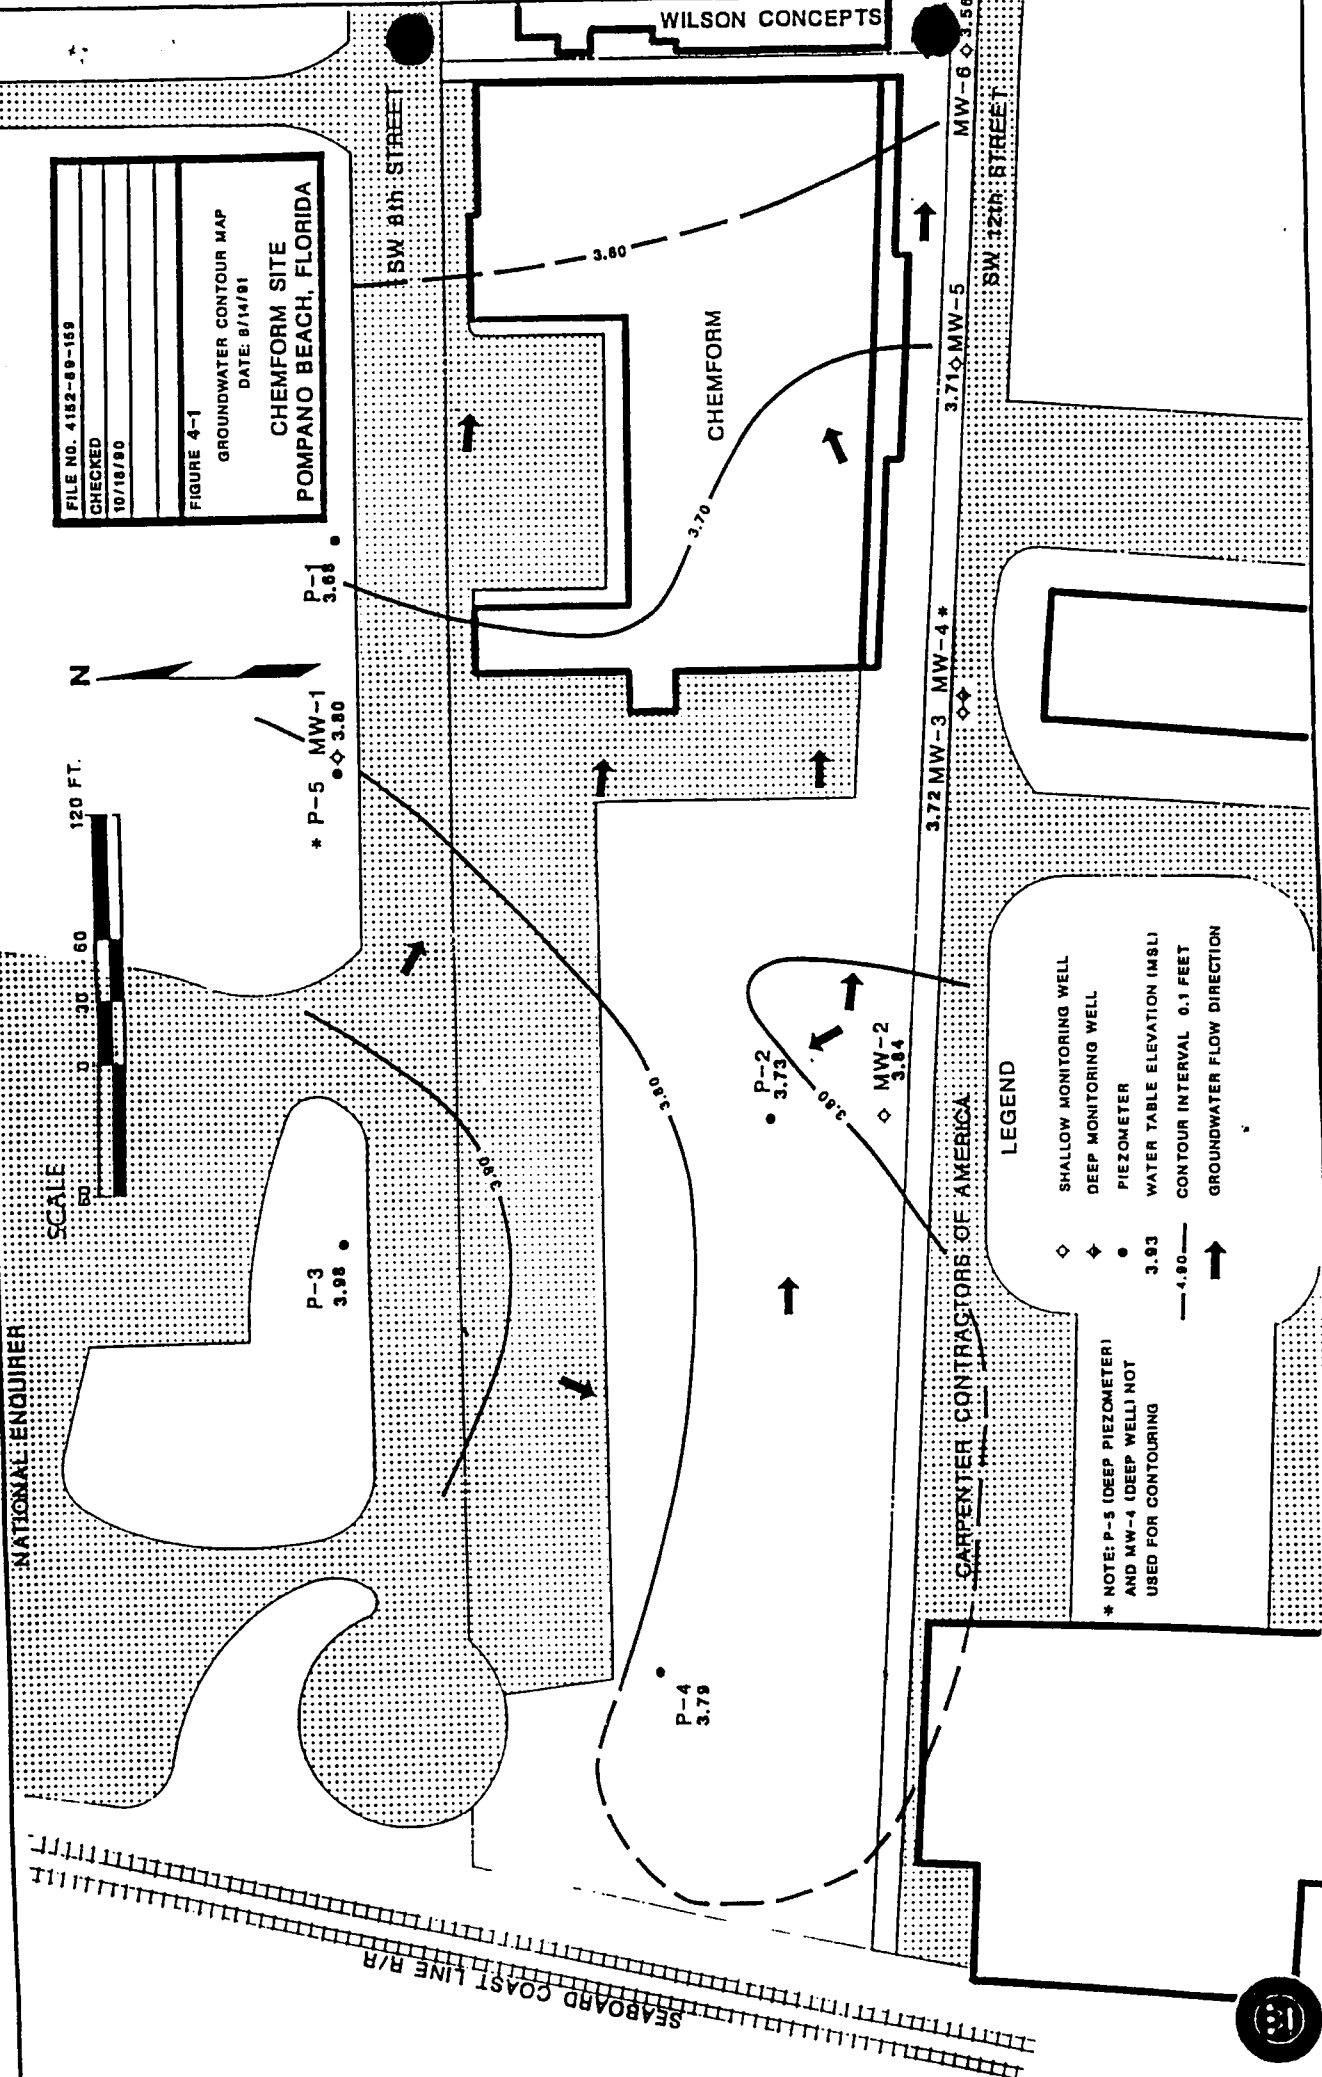 NATIONAL ENQUIRER
SCALE
60 0 30 60 120 FT.
N
FILE NO. 4152-89-159
CHECKED
10/18/90
FIGURE 4-1
GROUNDWATER CONTOUR MAP
DATE: 8/14/91
CHEMFORM SITE
POMPANO BEACH, FLORIDA
P-3
3.98
* P-5
MW-1
3.80
P-1
3.68
SW 8th STREET
WILSON CONCEPTS
3.90
3.80
3.60
3.70
CHEMFORM
P-4
3.79
P-2
3.73
3.80
MW-2
3.84
3.72 MW-3
MW-4 *
3.71 MW-5
MW-6 3.56
SW 12th STREET
CARPENTER CONTRACTORS OF AMERICA
SEABOARD COAST LINE R/R
LEGEND
SHALLOW MONITORING WELL
DEEP MONITORING WELL
PIEZOMETER
3.93 WATER TABLE ELEVATION (MSL)
4.90 CONTOUR INTERVAL 0.1 FEET
GROUNDWATER FLOW DIRECTION
* NOTE: P-5 (DEEP PIEZOMETER)
AND MW-4 (DEEP WELL) NOT
USED FOR CONTOURING